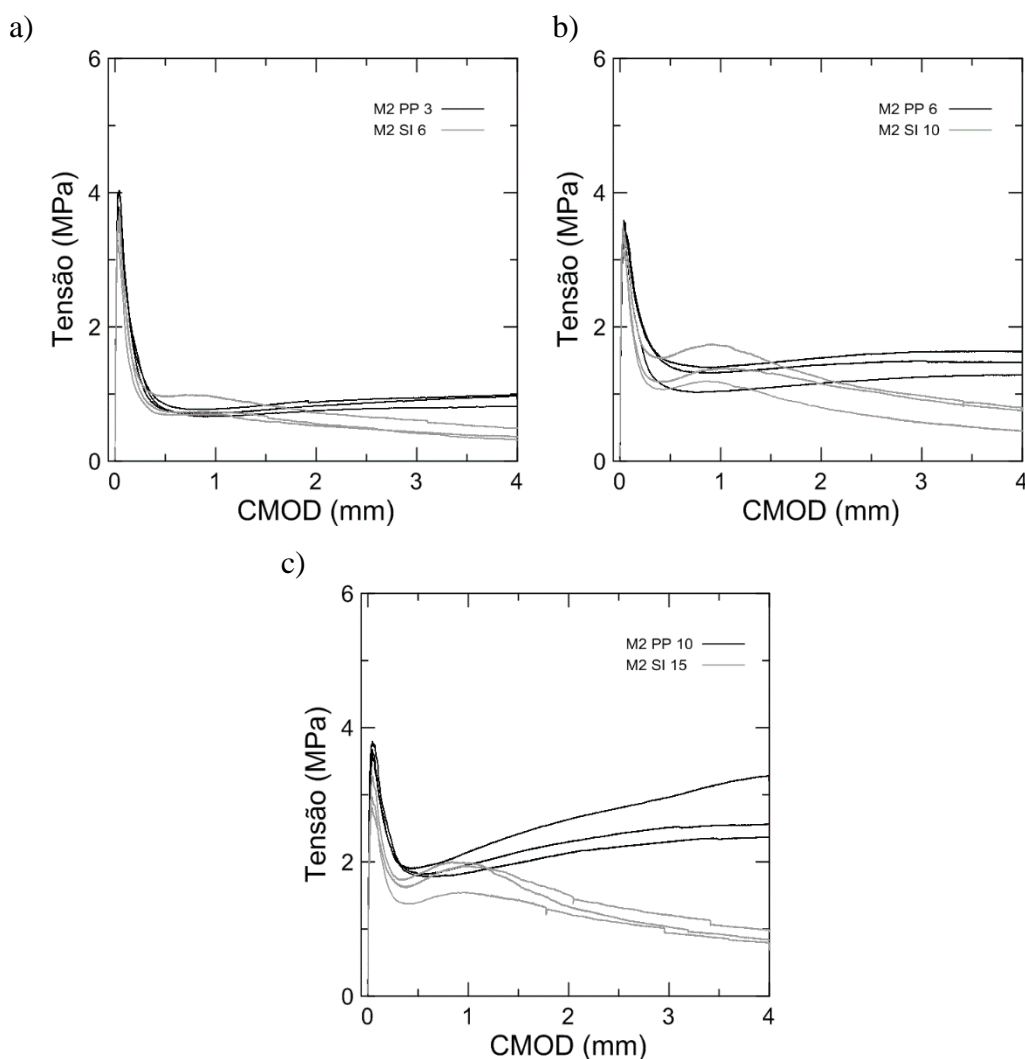 a)
6
4
2
0
Tensão (MPa)
M2 PP 3
M2 SI 6
0 1 2 3 4
CMOD (mm)
b)
6
4
2
0
Tensão (MPa)
M2 PP 6
M2 SI 10
0 1 2 3 4
CMOD (mm)
c)
6
4
2
0
Tensão (MPa)
M2 PP 10
M2 SI 15
0 1 2 3 4
CMOD (mm)